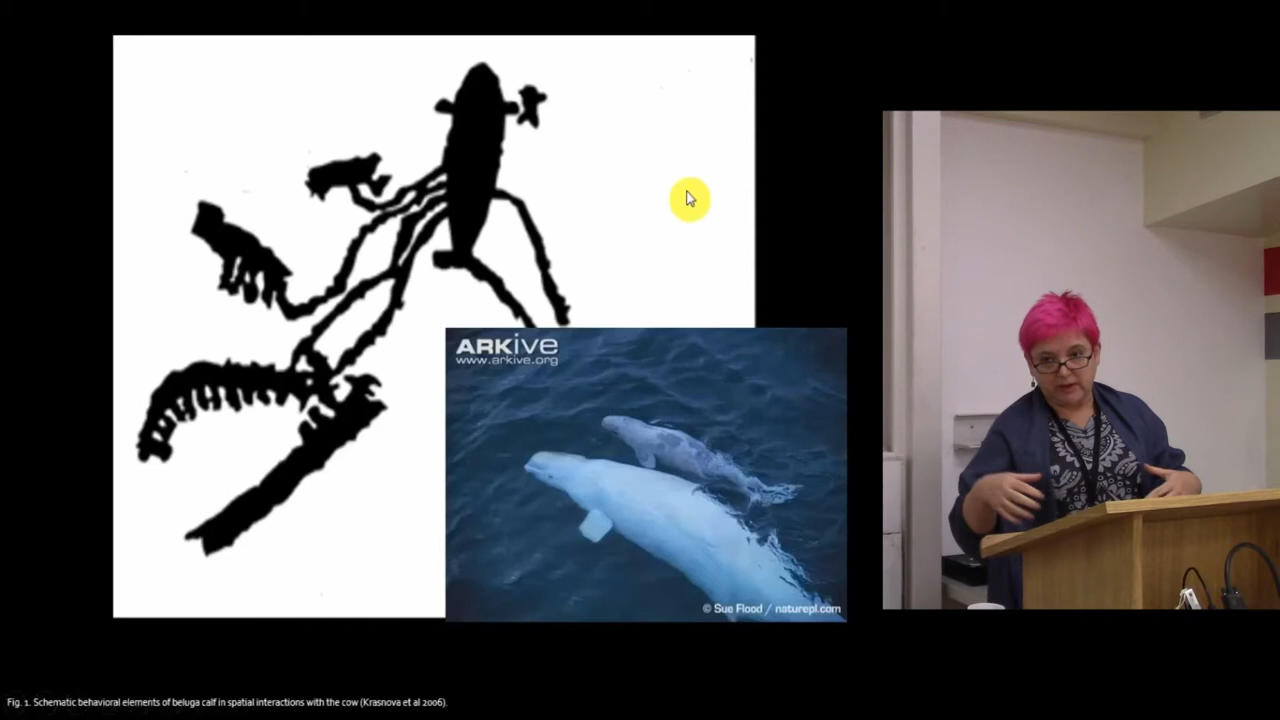 ARKive
www.arkive.org
© Sue Flood / naturepl.com
Fig. 1. Schematic behavioral elements of beluga calf in spatial interactions with the cow (Krasnova et al 2006).